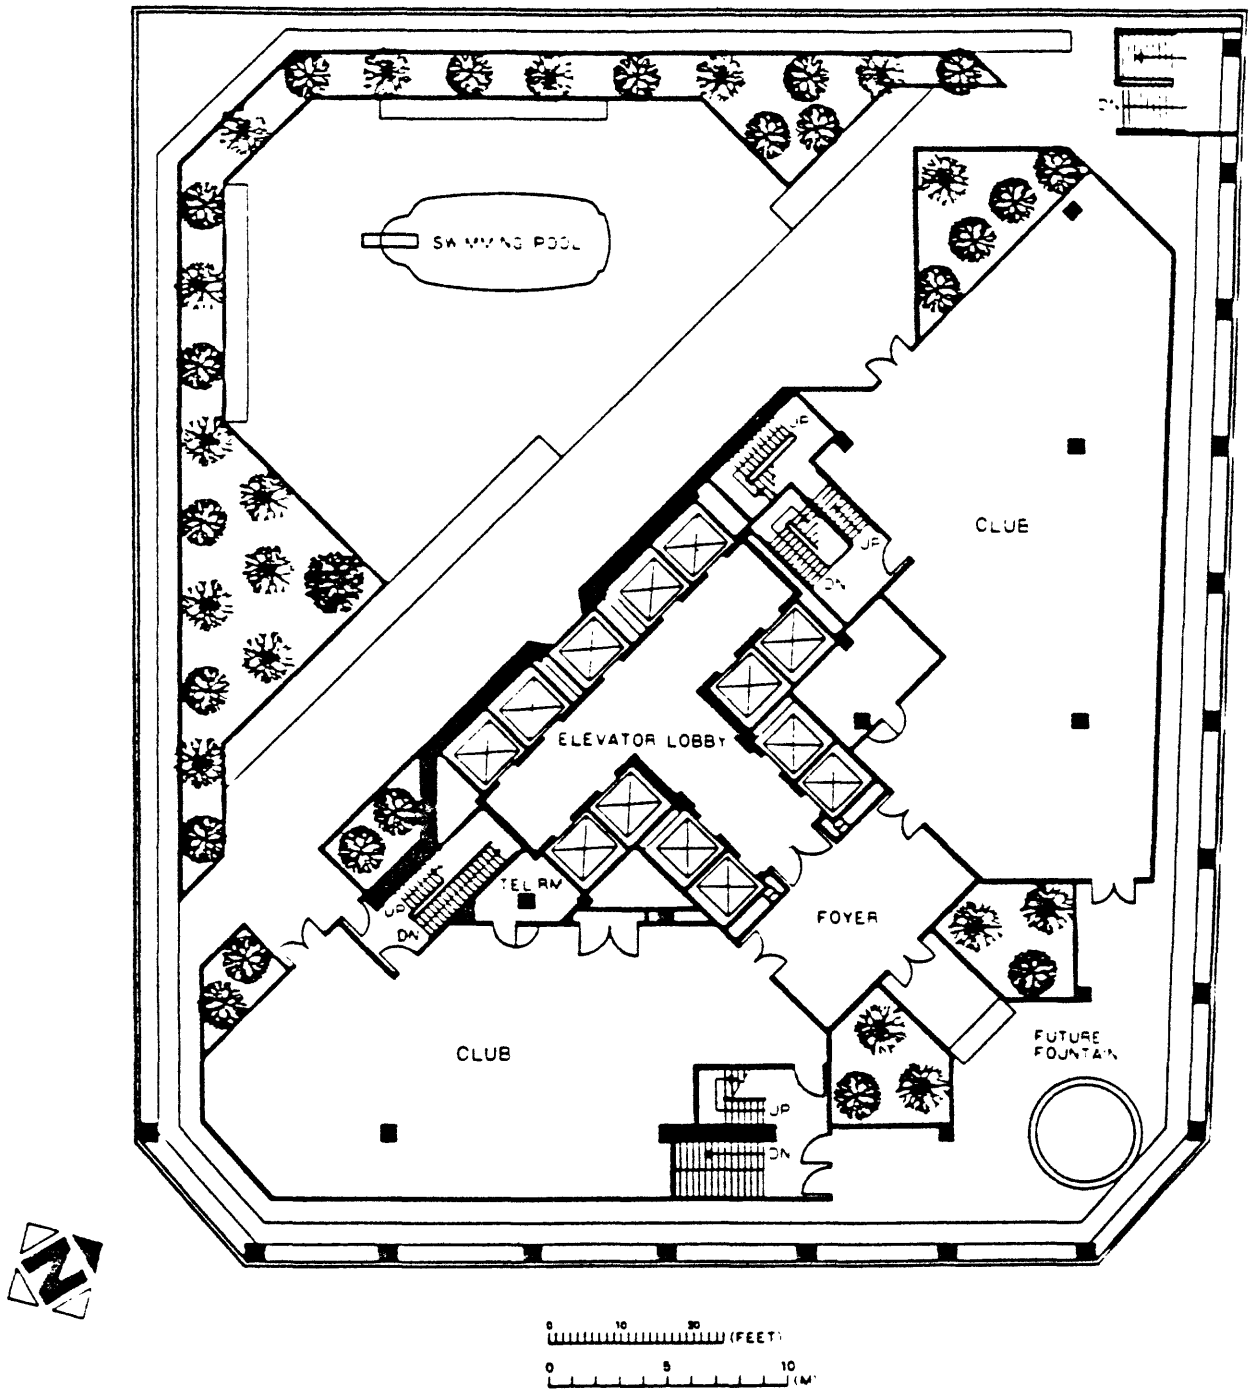 DN
SWIMMING POOL
UP
CLUB
UP
DN
ELEVATOR LOBBY
TEL RM
UP
DN
FOYER
FUTURE
FOUNTAIN
CLUB
UP
DN
N
0 10 20 (FEET)
0 5 10 (M)